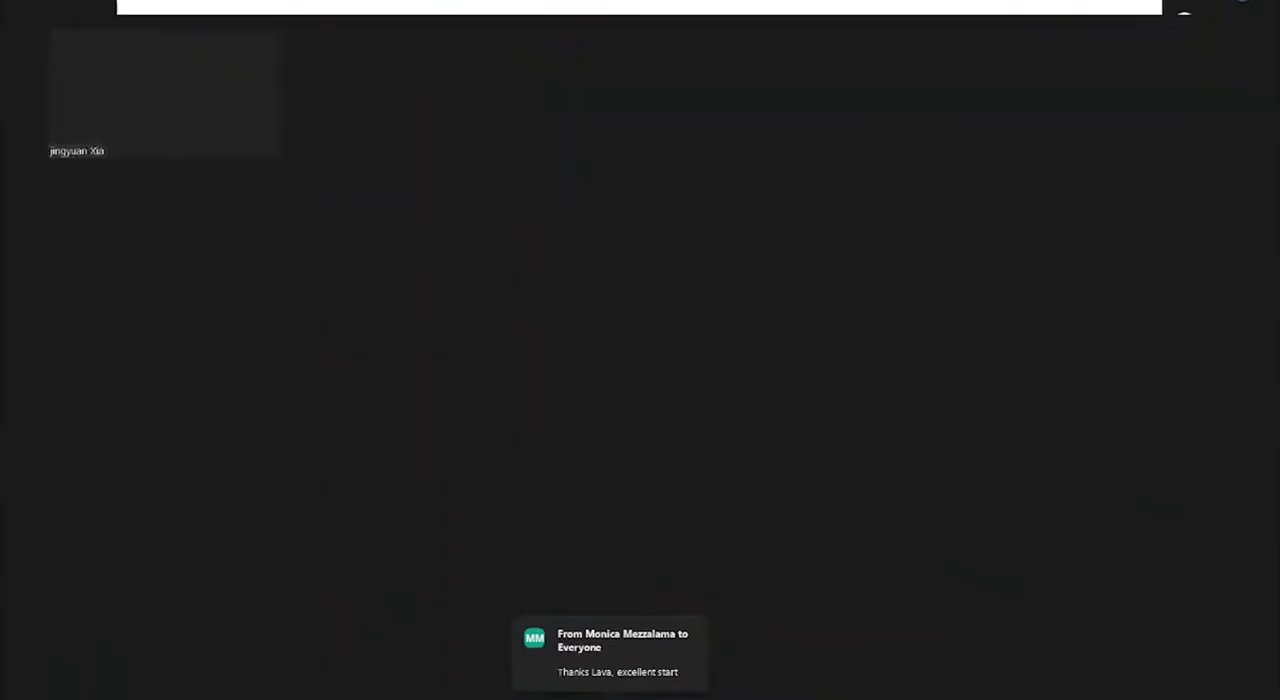 jingyuan Xia
MM
From Monica Mezzalama to
Everyone
Thanks Lava, excellent start